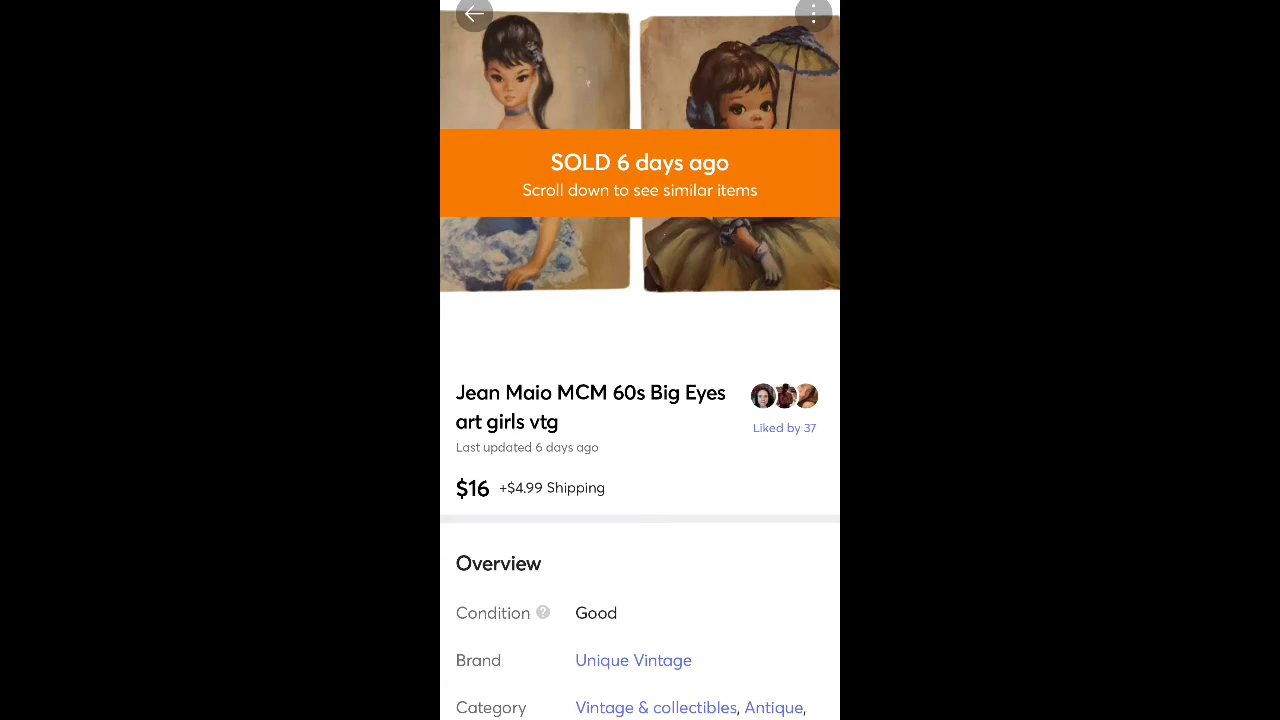 SOLD 6 days ago
Scroll down to see similar items
Jean Maio MCM 60s Big Eyes
art girls vtg
Liked by 37
Last updated 6 days ago
$16 +$4.99 Shipping
Overview
Condition ? Good
Brand Unique Vintage
Category Vintage & collectibles, Antique,